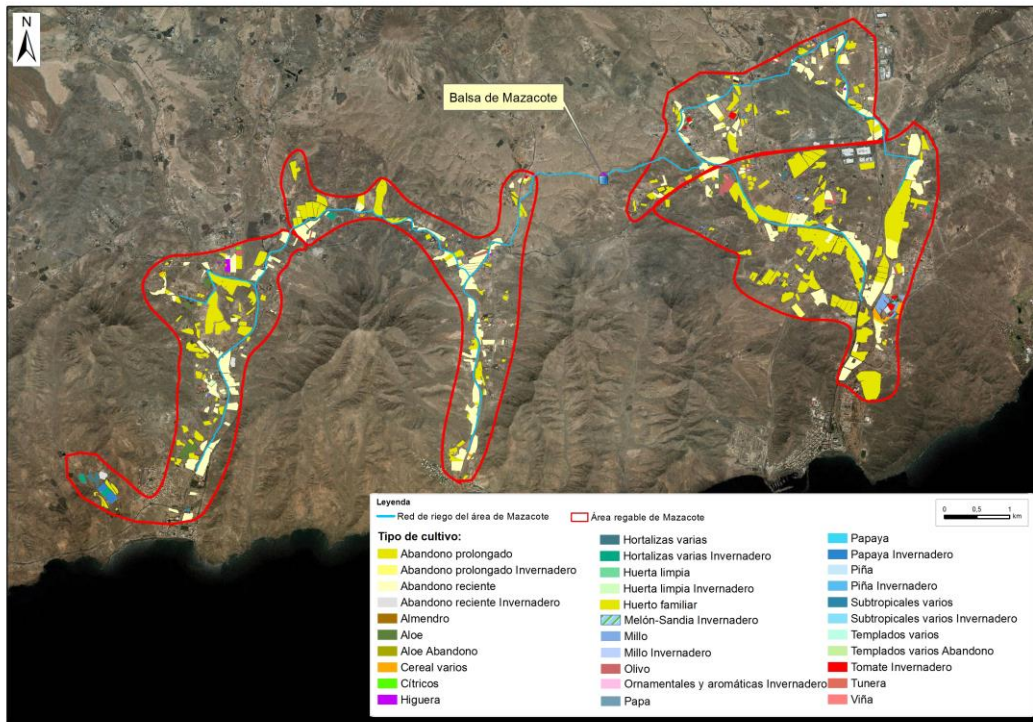 N
Balsa de Mazacote
Leyenda
Red de riego del área de Mazacote
Área regable de Mazacote
0 0,5 1
km
Tipo de cultivo:
Abandono prolongado
Abandono prolongado Invernadero
Abandono reciente
Abandono reciente Invernadero
Almendro
Aloe
Aloe Abandono
Cereal varios
Cítricos
Higuera
Hortalizas varias
Hortalizas varias Invernadero
Huerta limpia
Huerta limpia Invernadero
Huerto familiar
Melón-Sandia Invernadero
Millo
Millo Invernadero
Olivo
Ornamentales y aromáticas Invernadero
Papa
Papaya
Papaya Invernadero
Piña
Piña Invernadero
Subtropicales varios
Subtropicales varios Invernadero
Templados varios
Templados varios Abandono
Tomate Invernadero
Tunera
Viña